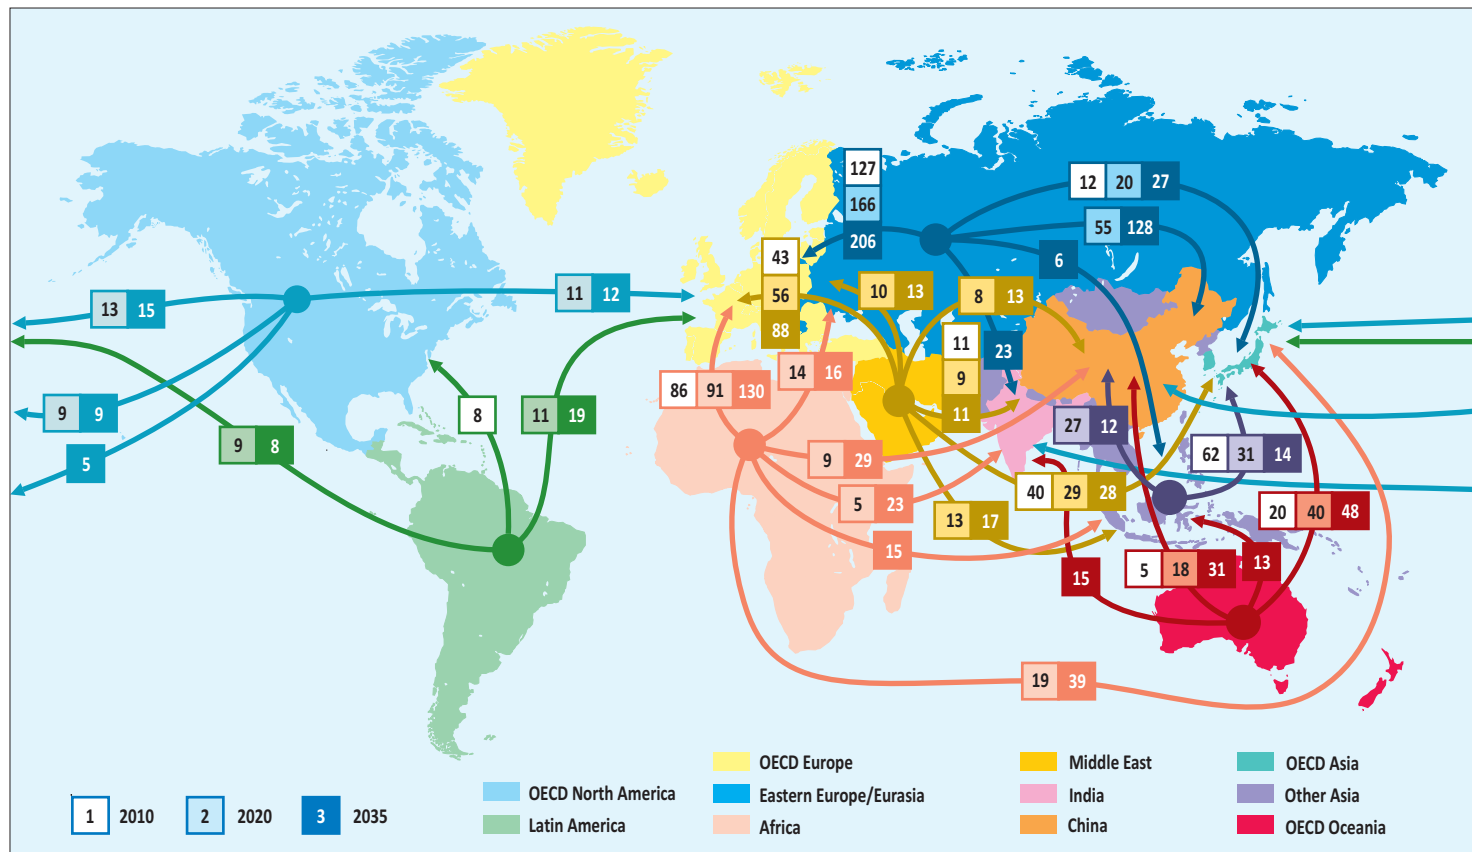 127
166
206
12 20 27
55 128
6
43
56
88
10 13
8 13
11 12
13 15
11
9
11
23
14 16
86 91 130
9 9
8
11 19
27 12
9 8
5
9 29
62 31 14
40 29 28
5 23
13 17
20 40 48
15
15
5 18 31
13
19 39
OECD Europe
Middle East
OECD Asia
OECD North America
Eastern Europe/Eurasia
India
Other Asia
Latin America
Africa
China
OECD Oceania
1 2010 2 2020 3 2035